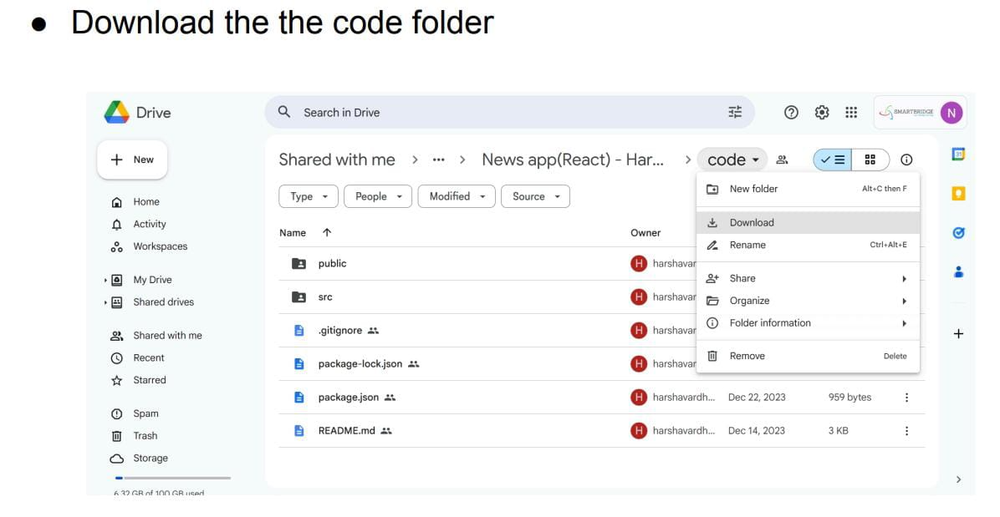 ● Download the the code folder
Drive
Search in Drive
SMARTBRIDGE
N
New
Shared with me > ••• > News app(React) - Har... > code
31
New folder Alt+C then F
Type People Modified Source
Home
Activity
Workspaces
Download
Rename Ctrl+Alt+E
Name Owner
public H harshavar
src H harshavar
.gitignore H harshavar
package-lock.json H harshavar
package.json H harshavardh... Dec 22, 2023 959 bytes
README.md H harshavardh... Dec 14, 2023 3 KB
Share
Organize
Folder information
Remove Delete
My Drive
Shared drives
Shared with me
Recent
Starred
Spam
Trash
Storage
6.32 GB of 100 GB used